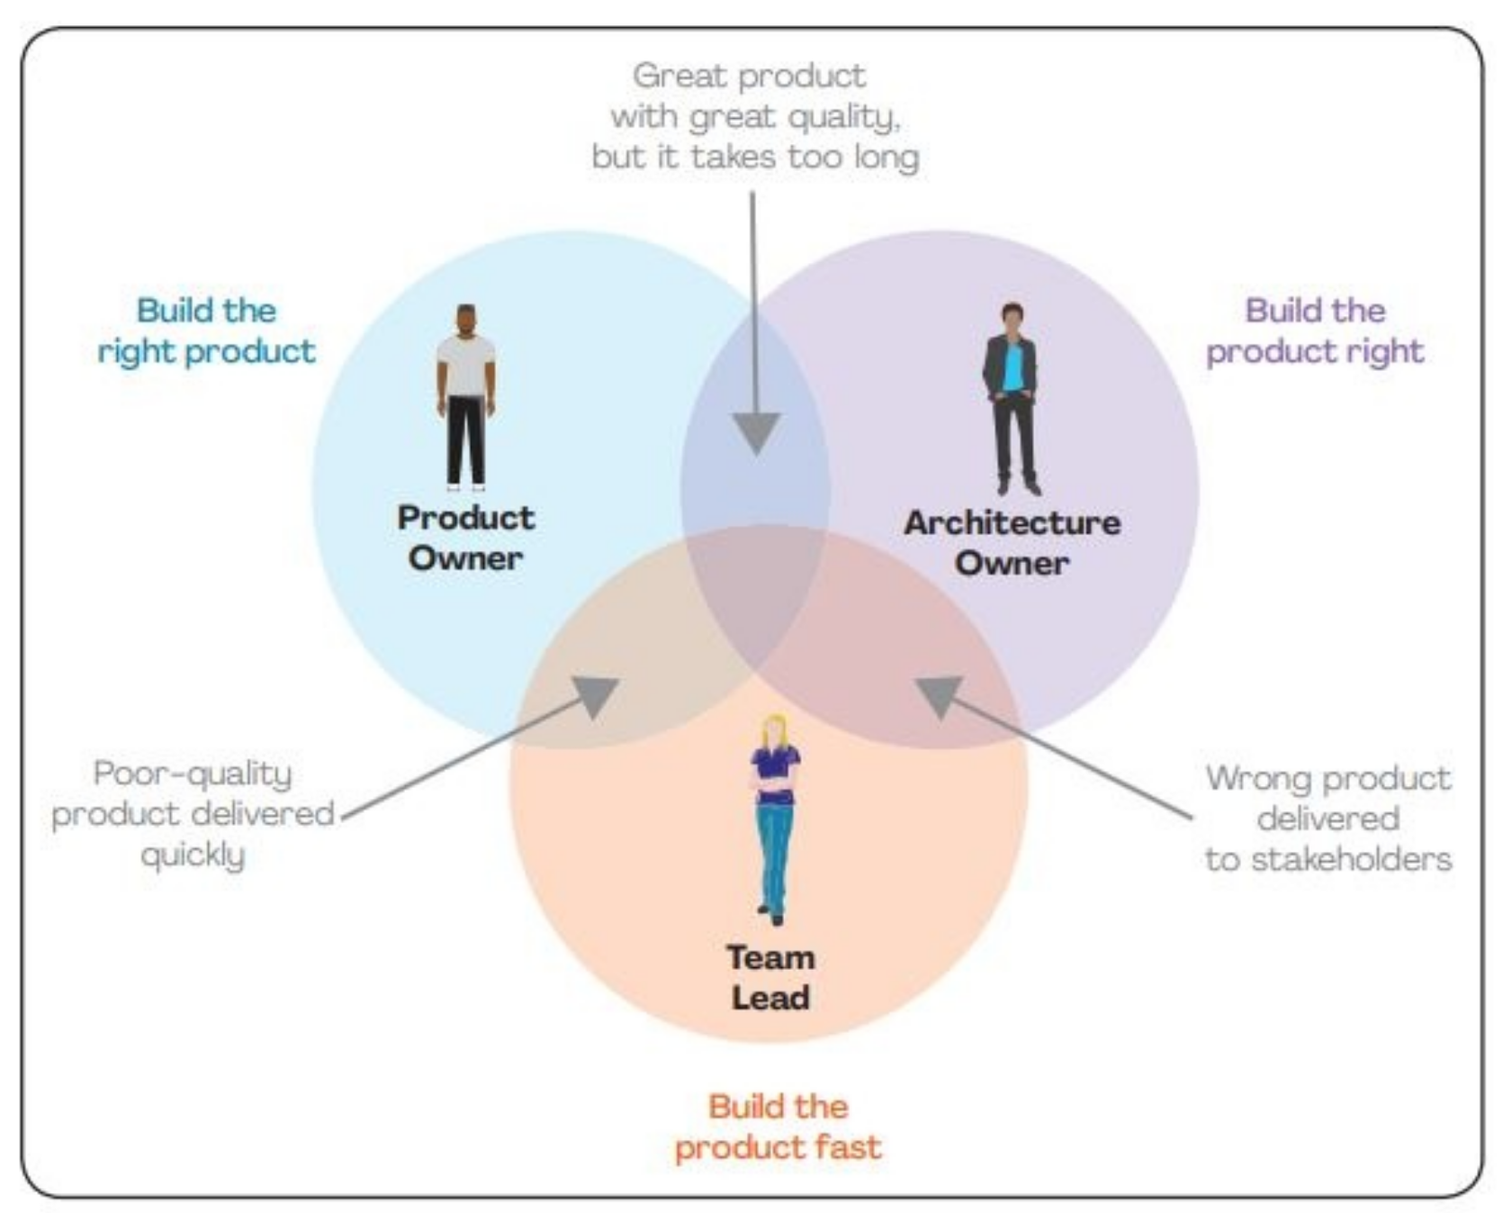 Great product
with great quality,
but it takes too long
Build the
right product
Build the
product right
Product
Owner
Architecture
Owner
Poor-quality
product delivered
quickly
Wrong product
delivered
to stakeholders
Team
Lead
Build the
product fast